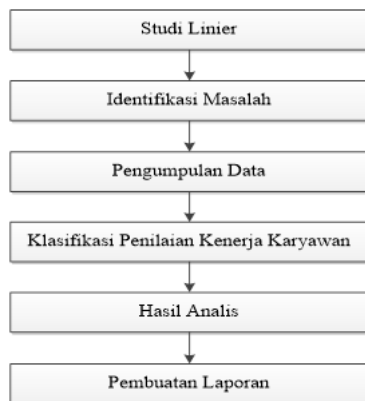 Studi Linier
Identifikasi Masalah
Pengumpulan Data
Klasifikasi Penilaian Kenerja Karyawan
Hasil Analis
Pembuatan Laporan